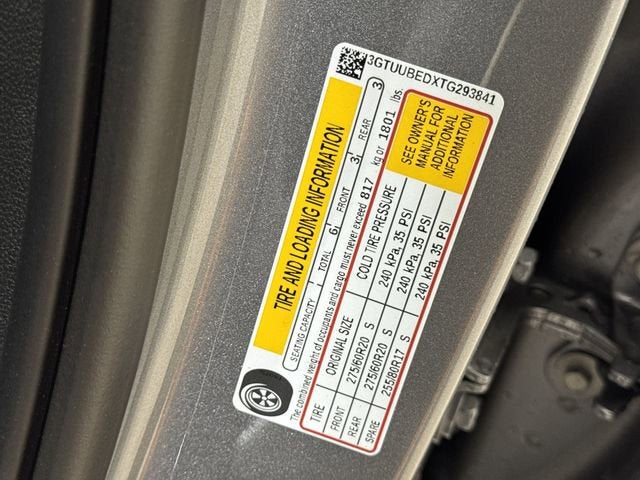 3GTUUBEDXTG293841
TIRE AND LOADING INFORMATION
SEATING CAPACITY TOTAL 6 FRONT 3 REAR 3
The combined weight of occupants and cargo must never exceed 817 kg or 1801 lbs.
TIRE ORIGINAL SIZE COLD TIRE PRESSURE
FRONT 275/60R20 S 240 kPa, 35 PSI
REAR 275/60R20 S 240 kPa, 35 PSI
SPARE 255/80R17 S 240 kPa, 35 PSI
SEE OWNER'S
MANUAL FOR
ADDITIONAL
INFORMATION